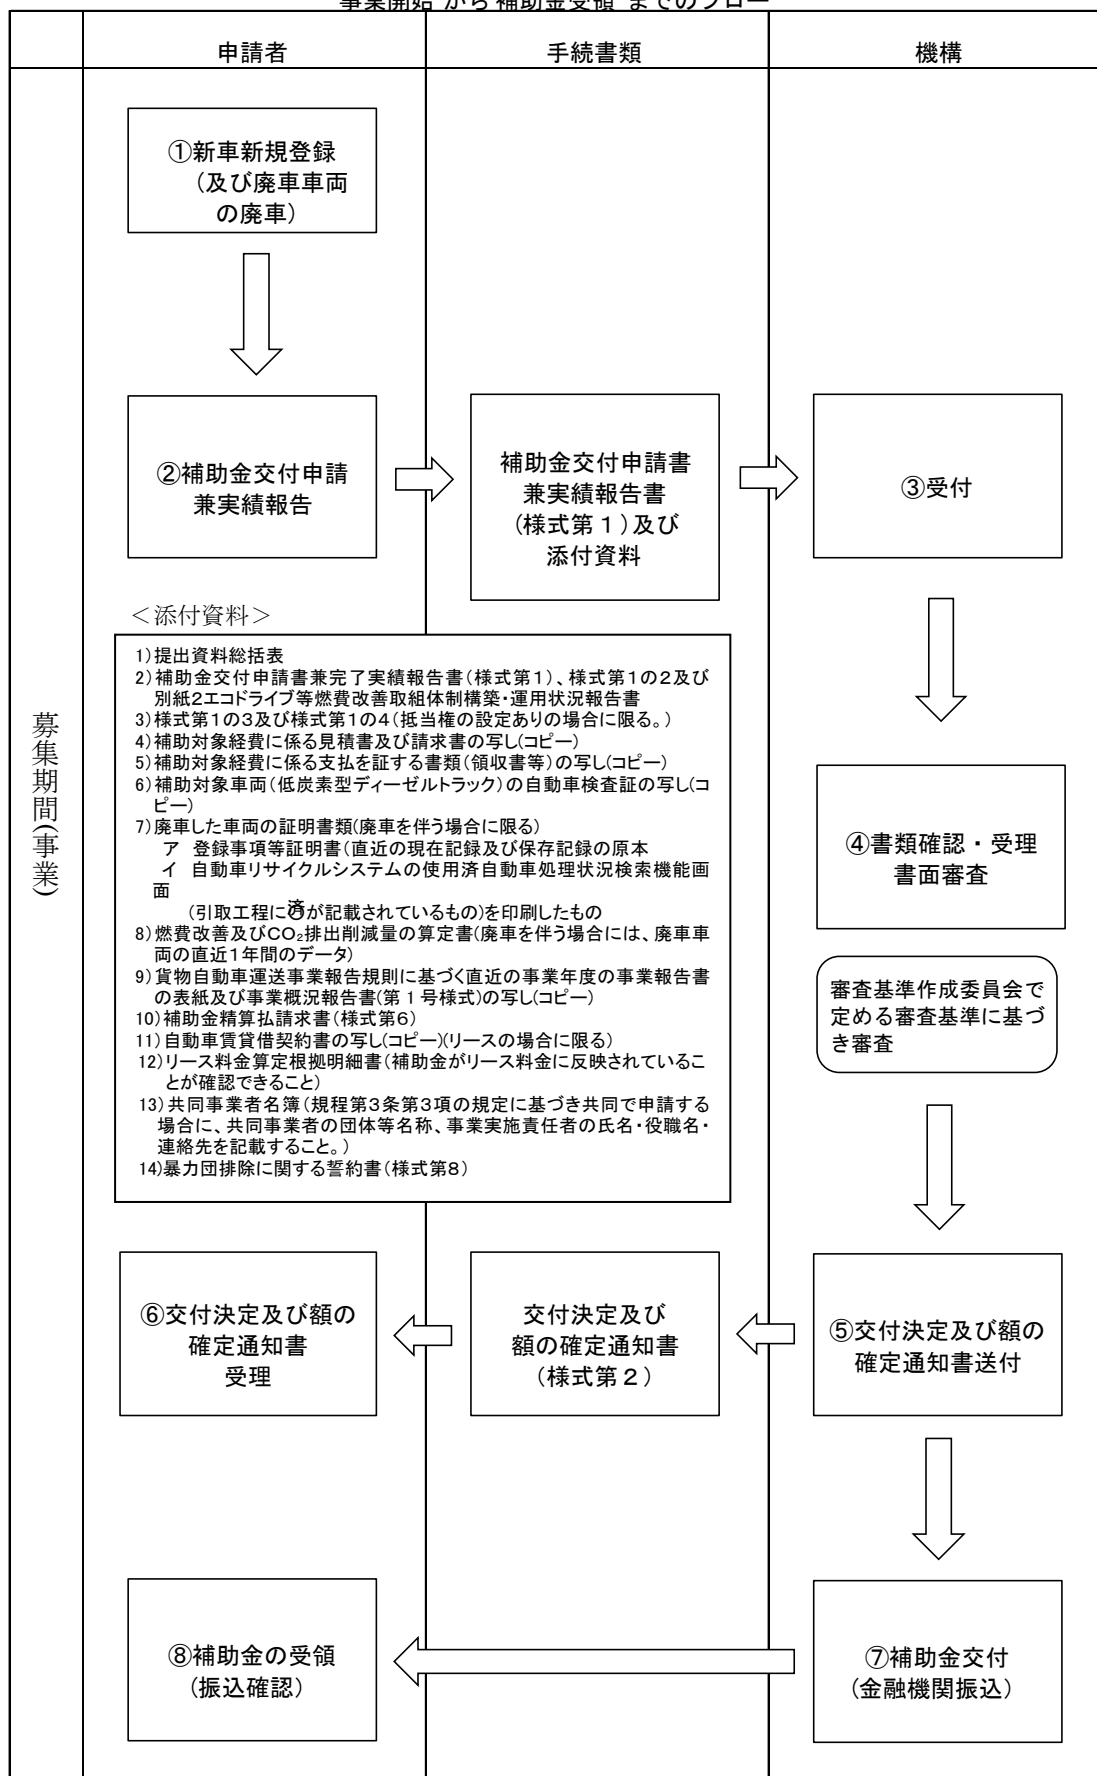 事業開始 から 補助金受領 までのフロー
申請者
手続書類
機構
募集期間(事業)
①新車新規登録
(及び廃車車両
の廃車)
②補助金交付申請
兼実績報告
補助金交付申請書
兼実績報告書
(様式第1)及び
添付資料
③受付
<添付資料>
1)提出資料総括表
2)補助金交付申請書兼完了実績報告書(様式第1)、様式第1の2及び
別紙2エコドライブ等燃費改善取組体制構築・運用状況報告書
3)様式第1の3及び様式第1の4(抵当権の設定ありの場合に限る。)
4)補助対象経費に係る見積書及び請求書の写し(コピー)
5)補助対象経費に係る支払を証する書類(領収書等)の写し(コピー)
6)補助対象車両(低炭素型ディーゼルトラック)の自動車検査証の写し(コ
ピー)
7)廃車した車両の証明書類(廃車を伴う場合に限る)
ア 登録事項等証明書(直近の現在記録及び保存記録の原本
イ 自動車リサイクルシステムの使用済自動車処理状況検索機能画
面
(引取工程に済が記載されているもの)を印刷したもの
8)燃費改善及びCO₂排出削減量の算定書(廃車を伴う場合には、廃車車
両の直近1年間のデータ)
9)貨物自動車運送事業報告規則に基づく直近の事業年度の事業報告書
の表紙及び事業概況報告書(第1号様式)の写し(コピー)
10)補助金精算払請求書(様式第6)
11)自動車賃貸借契約書の写し(コピー)(リースの場合に限る)
12)リース料金算定根拠明細書(補助金がリース料金に反映されているこ
とが確認できること)
13)共同事業者名簿(規程第3条第3項の規定に基づき共同で申請する
場合に、共同事業者の団体等名称、事業実施責任者の氏名・役職名・
連絡先を記載すること。)
14)暴力団排除に関する誓約書(様式第8)
④書類確認・受理
書面審査
審査基準作成委員会で
定める審査基準に基づ
き審査
⑥交付決定及び額の
確定通知書
受理
交付決定及び
額の確定通知書
(様式第2)
⑤交付決定及び額の
確定通知書送付
⑧補助金の受領
(振込確認)
⑦補助金交付
(金融機関振込)